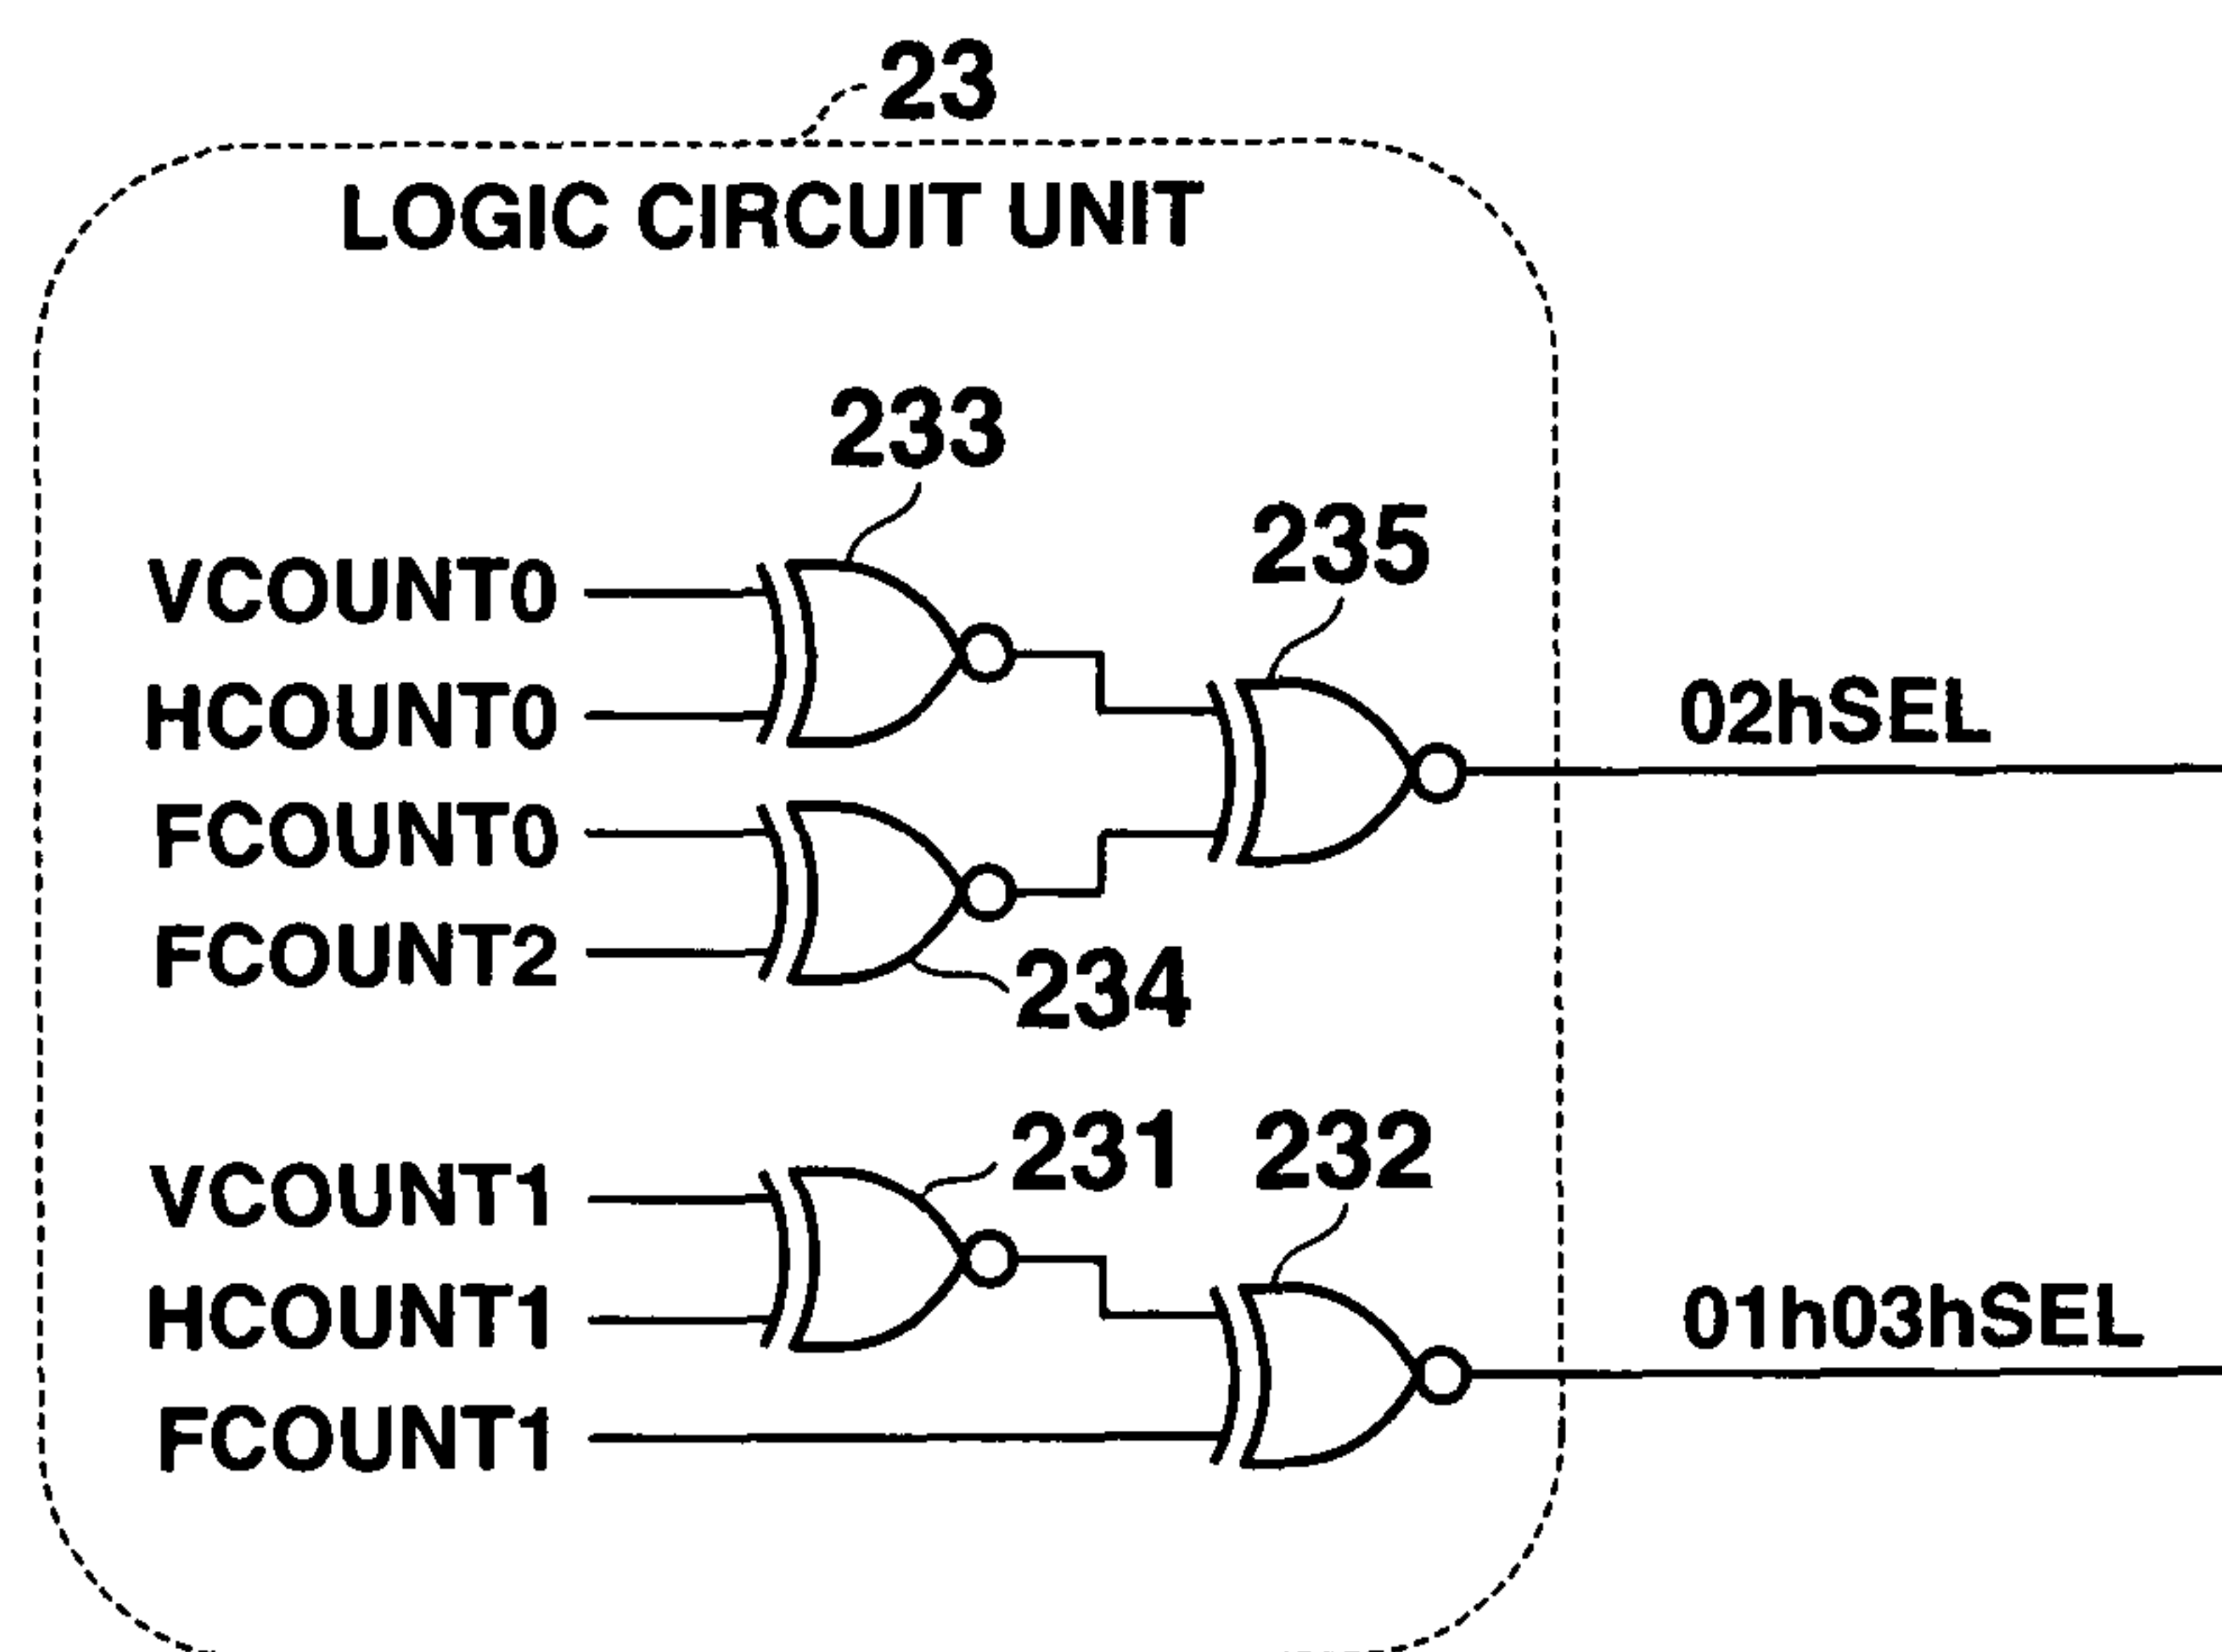 23
LOGIC CIRCUIT UNIT
233
235
VCOUNT0
HCOUNT0
02hSEL
FCOUNT0
FCOUNT2
234
231
232
VCOUNT1
HCOUNT1
01h03hSEL
FCOUNT1